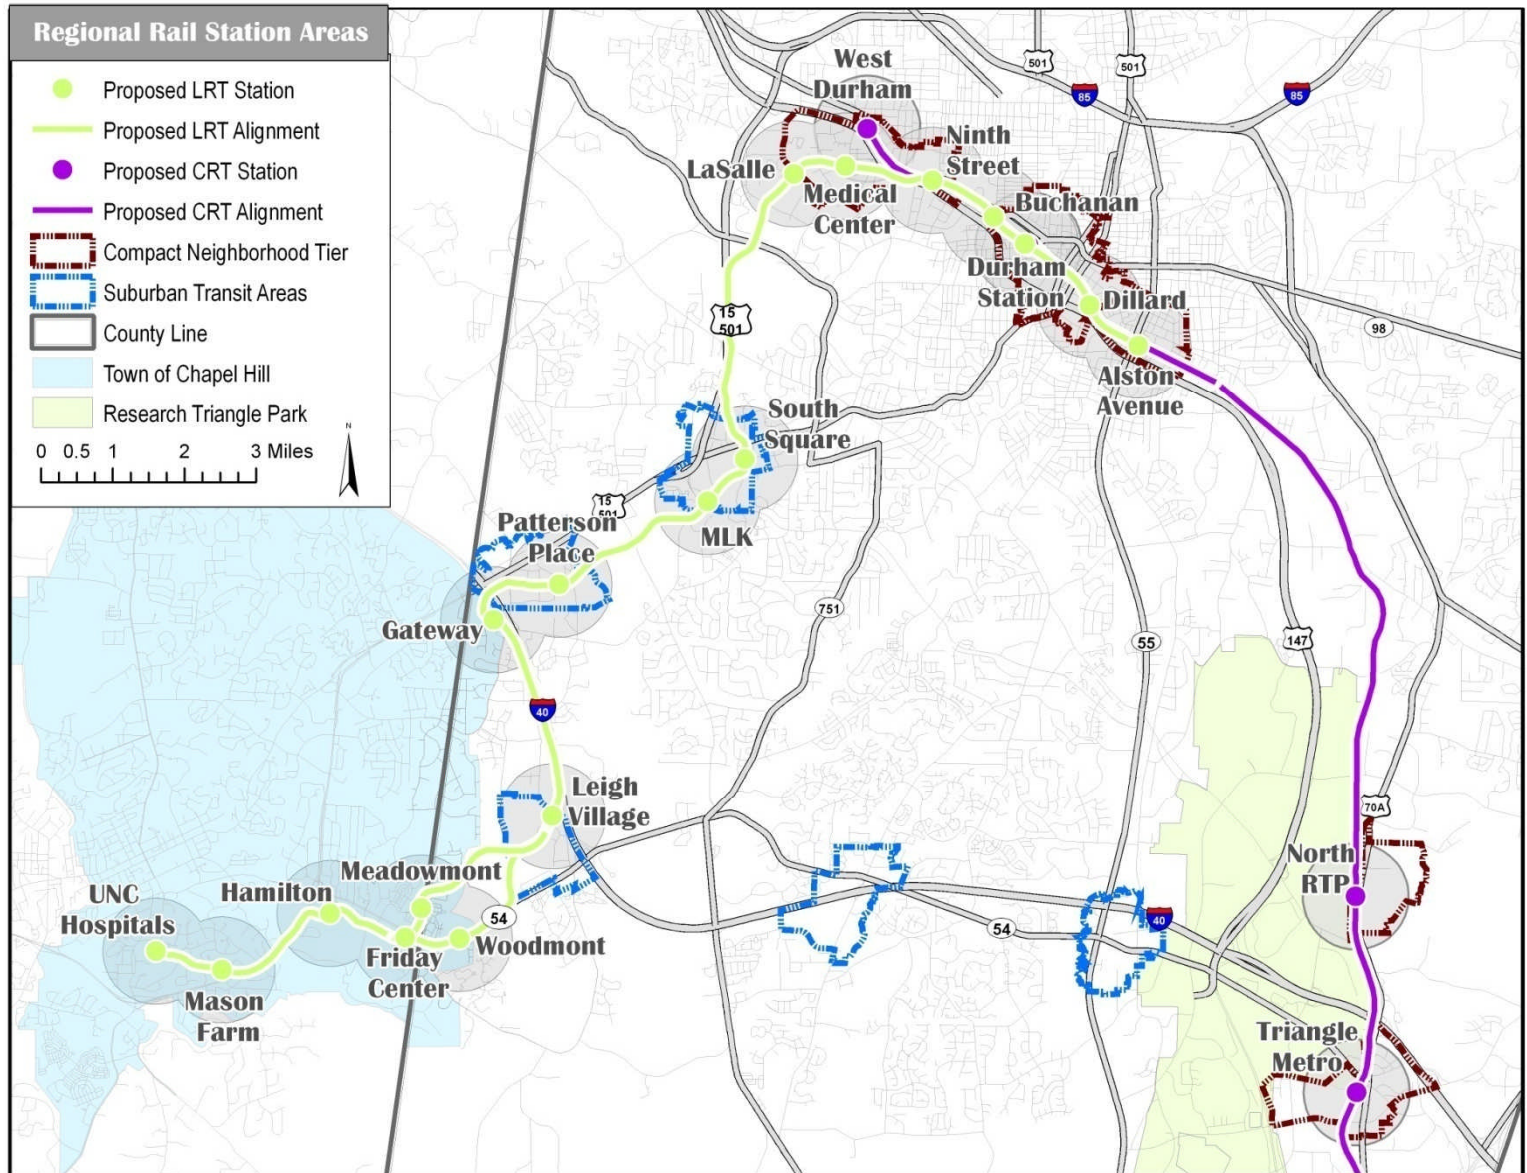 Regional Rail Station Areas
Proposed LRT Station
Proposed LRT Alignment
Proposed CRT Station
Proposed CRT Alignment
Compact Neighborhood Tier
Suburban Transit Areas
County Line
Town of Chapel Hill
Research Triangle Park
0 0.5 1 2 3 Miles
N
West
Durham
501
501
85
85
Ninth
Street
LaSalle
Medical
Center
Buchanan
Durham
Station
Dillard
15
501
98
Alston
Avenue
South
Square
15
501
Patterson
Place
MLK
Gateway
751
55
147
40
Leigh
Village
70A
Meadowmont
North
RTP
UNC
Hospitals
Hamilton
54
Woodmont
54
40
Friday
Center
Mason
Farm
Triangle
Metro